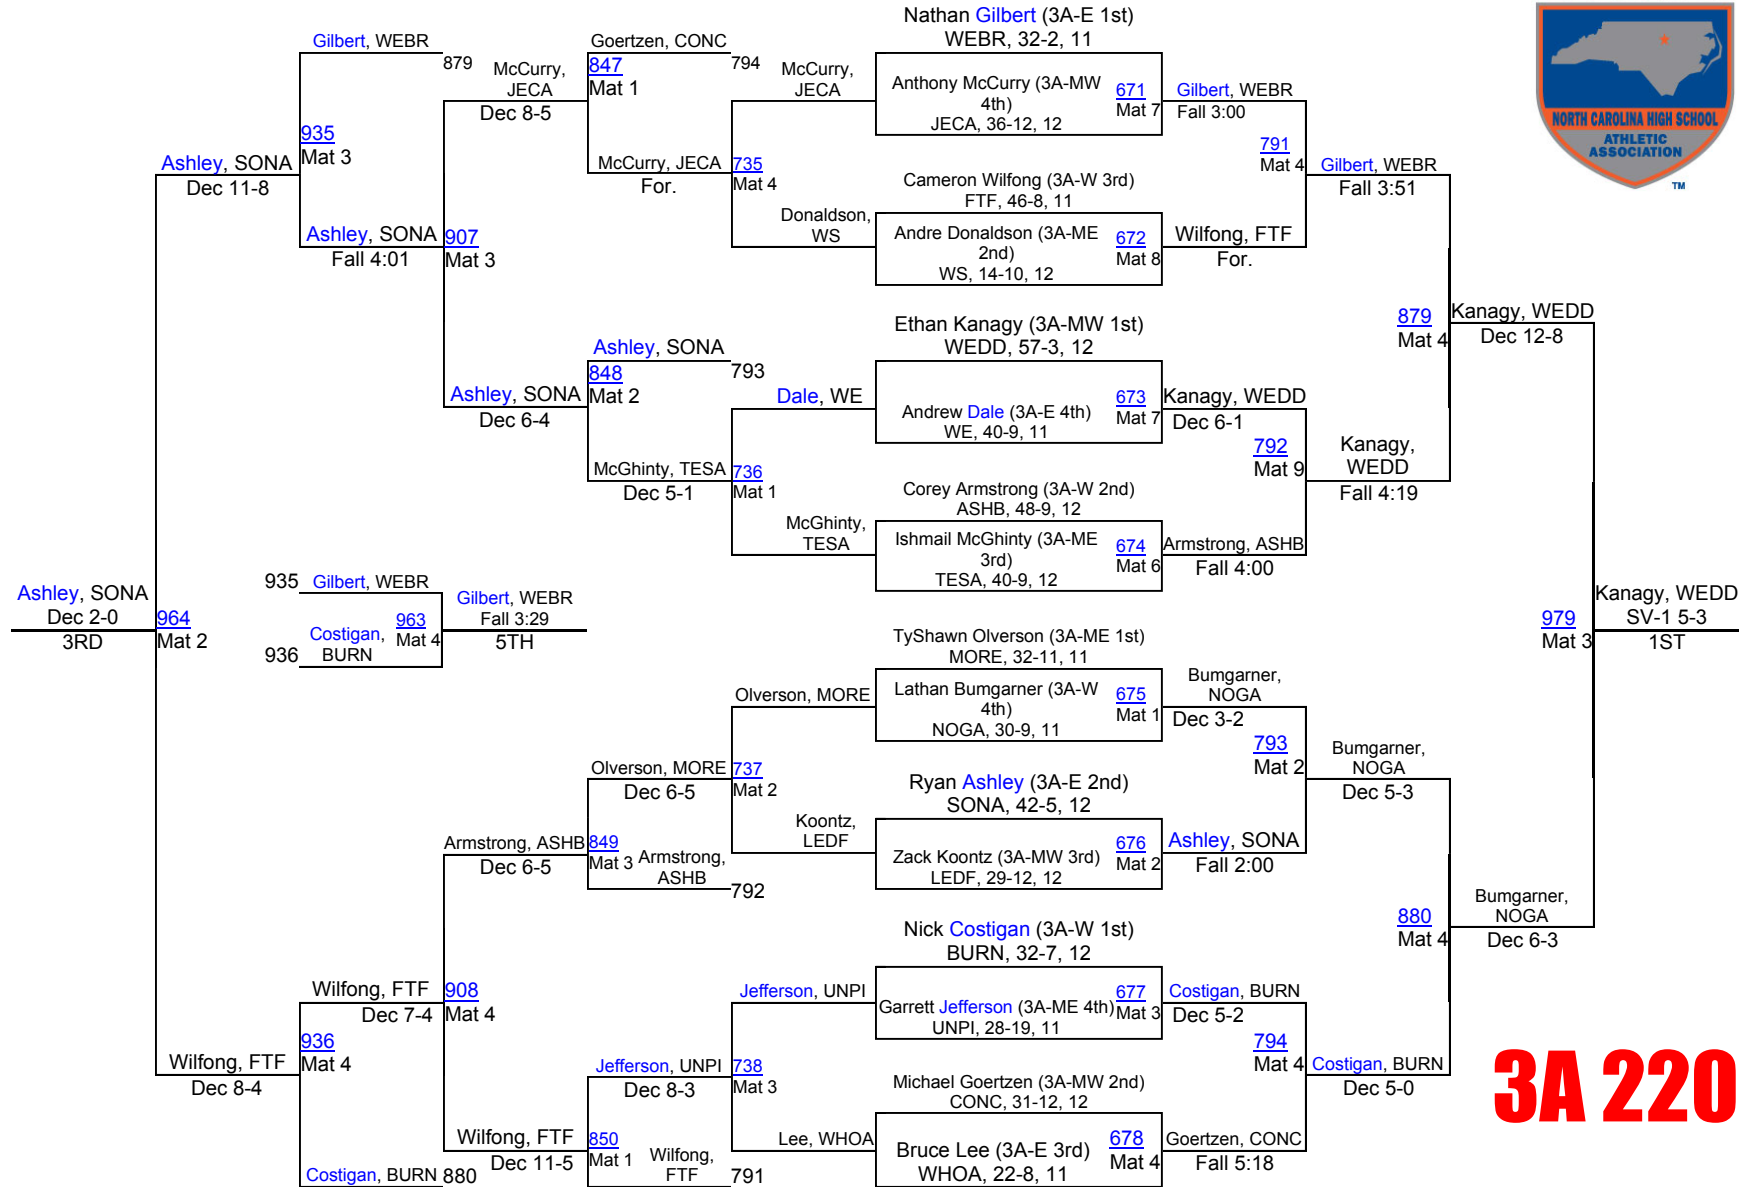 Nathan Gilbert (3A-E 1st)
WEBR, 32-2, 11
Anthony McCurry (3A-MW
4th)
JECA, 36-12, 12
671
Mat 7
Cameron Wilfong (3A-W 3rd)
FTF, 46-8, 11
Andre Donaldson (3A-ME
2nd)
WS, 14-10, 12
672
Mat 8
Ethan Kanagy (3A-MW 1st)
WEDD, 57-3, 12
Andrew Dale (3A-E 4th)
WE, 40-9, 11
673
Mat 7
Corey Armstrong (3A-W 2nd)
ASHB, 48-9, 12
Ishmail McGhinty (3A-ME
3rd)
TESA, 40-9, 12
674
Mat 6
TyShawn Olverson (3A-ME 1st)
MORE, 32-11, 11
Lathan Bumgarner (3A-W
4th)
NOGA, 30-9, 11
675
Mat 1
Ryan Ashley (3A-E 2nd)
SONA, 42-5, 12
Zack Koontz (3A-MW 3rd)
LEDF, 29-12, 12
676
Mat 2
Nick Costigan (3A-W 1st)
BURN, 32-7, 12
Garrett Jefferson (3A-ME 4th)
UNPI, 28-19, 11
677
Mat 3
Michael Goertzen (3A-MW 2nd)
CONC, 31-12, 12
Bruce Lee (3A-E 3rd)
WHOA, 22-8, 11
678
Mat 4
Gilbert, WEBR
Fall 3:00
791
Mat 4
Wilfong, FTF
For.
Kanagy, WEDD
Dec 6-1
792
Mat 9
Armstrong, ASHB
Fall 4:00
Bumgarner,
NOGA
Dec 3-2
793
Mat 2
Ashley, SONA
Fall 2:00
Costigan, BURN
Dec 5-2
794
Mat 4
Goertzen, CONC
Fall 5:18
Gilbert, WEBR
Fall 3:51
879
Mat 4
Kanagy,
WEDD
Fall 4:19
Bumgarner,
NOGA
Dec 5-3
880
Mat 4
Costigan, BURN
Dec 5-0
Kanagy, WEDD
Dec 12-8
979
Mat 3
Bumgarner,
NOGA
Dec 6-3
Kanagy, WEDD
SV-1 5-3
1ST
McCurry,
JECA
735
Mat 4
Donaldson,
WS
Dale, WE
736
Mat 1
McGhinty,
TESA
Olverson, MORE
737
Mat 2
Koontz,
LEDF
Jefferson, UNPI
738
Mat 3
Lee, WHOA
Goertzen, CONC
794
847
Mat 1
McCurry, JECA
For.
Ashley, SONA
793
848
Mat 2
McGhinty, TESA
Dec 5-1
Olverson, MORE
Dec 6-5
849
Mat 3
Armstrong,
ASHB
792
Jefferson, UNPI
Dec 8-3
850
Mat 1
Wilfong,
FTF
791
McCurry,
JECA
Dec 8-5
907
Mat 3
Ashley, SONA
Dec 6-4
Armstrong, ASHB
Dec 6-5
908
Mat 4
Wilfong, FTF
Dec 11-5
Gilbert, WEBR
879
935
Mat 3
Ashley, SONA
Fall 4:01
Wilfong, FTF
Dec 7-4
936
Mat 4
Costigan, BURN
880
Ashley, SONA
Dec 11-8
964
Mat 2
Wilfong, FTF
Dec 8-4
Ashley, SONA
Dec 2-0
3RD
935
Gilbert, WEBR
963
Mat 4
Costigan,
BURN
936
Gilbert, WEBR
Fall 3:29
5TH
NORTH CAROLINA HIGH SCHOOL
ATHLETIC
ASSOCIATION
TM
3A 220